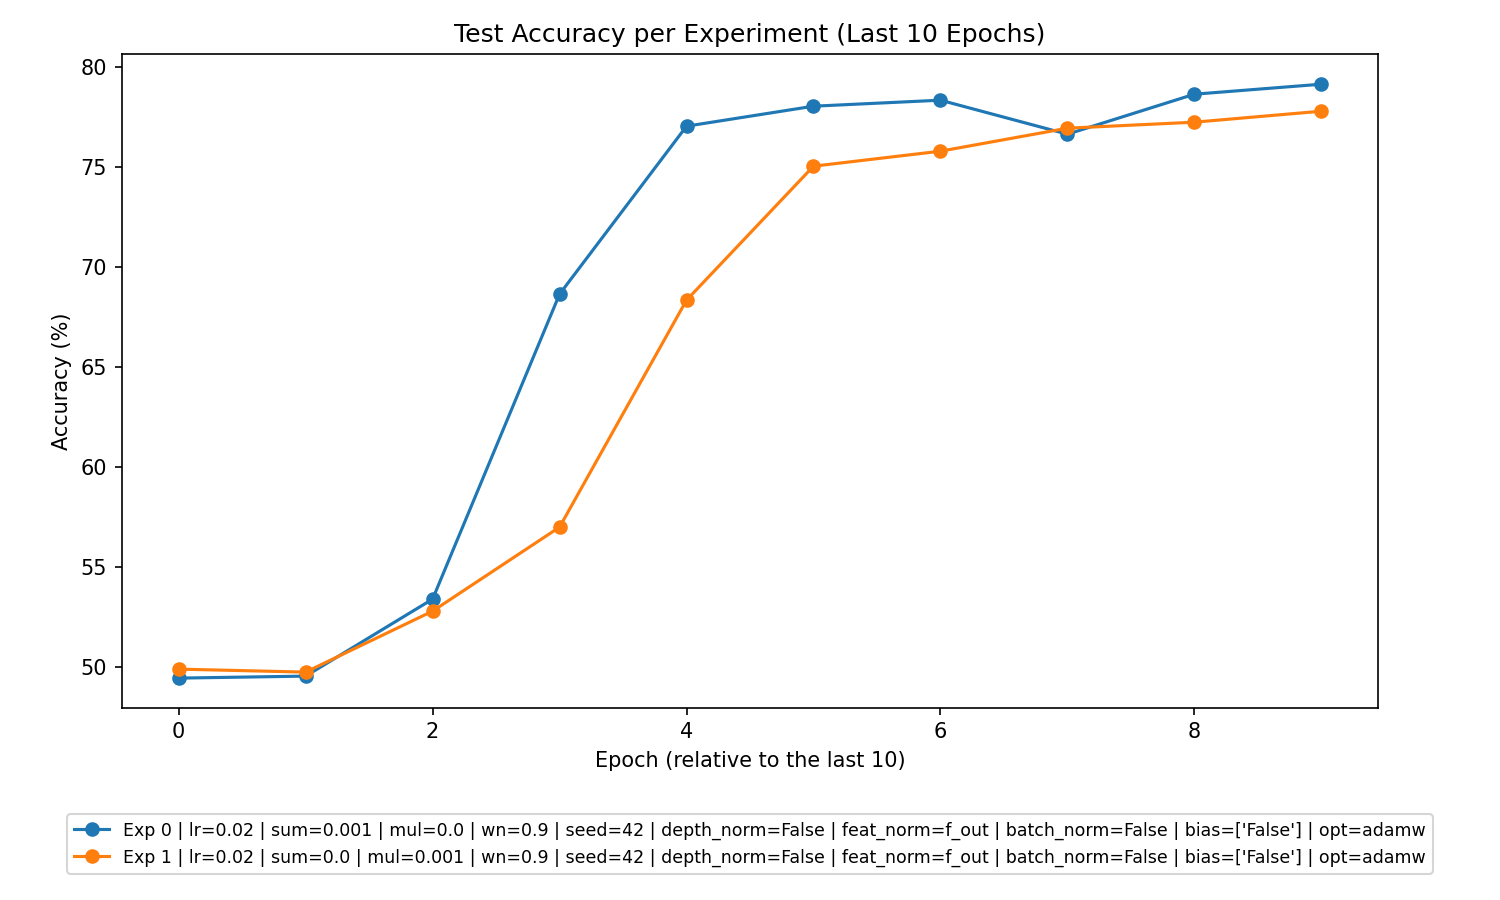 Test Accuracy per Experiment (Last 10 Epochs)
80
75
70
65
60
55
50
Accuracy (%)
0 2 4 6 8
Epoch (relative to the last 10)
Exp 0 | lr=0.02 | sum=0.001 | mul=0.0 | wn=0.9 | seed=42 | depth_norm=False | feat_norm=f_out | batch_norm=False | bias=['False'] | opt=adamw
Exp 1 | lr=0.02 | sum=0.0 | mul=0.001 | wn=0.9 | seed=42 | depth_norm=False | feat_norm=f_out | batch_norm=False | bias=['False'] | opt=adamw